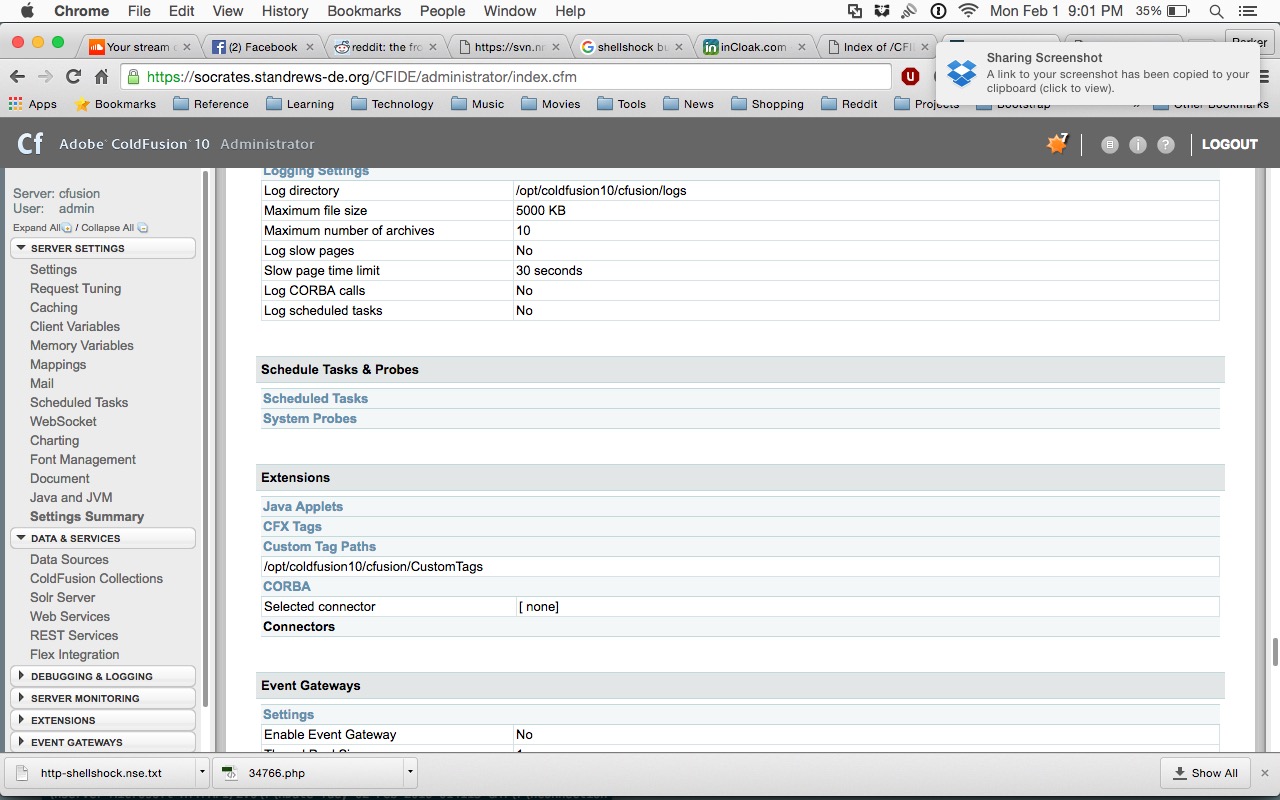 Chrome File Edit View History Bookmarks People Window Help Mon Feb 1 9:01 PM 35%
Your stream (2) Facebook reddit: the fro https://svn.n shellshock bu inCloak.com Index of /CFI Parker
https://socrates.standrews-de.org/CFIDE/administrator/index.cfm
Sharing Screenshot
A link to your screenshot has been copied to your
clipboard (click to view).
Apps Bookmarks Reference Learning Technology Music Movies Tools News Shopping Reddit Projects Bootstrap » Other Bookmarks
Cf Adobe ColdFusion 10 Administrator 7 LOGOUT
Server: cfusion
User: admin
Expand All / Collapse All
SERVER SETTINGS
Settings
Request Tuning
Caching
Client Variables
Memory Variables
Mappings
Mail
Scheduled Tasks
WebSocket
Charting
Font Management
Document
Java and JVM
Settings Summary
DATA & SERVICES
Data Sources
ColdFusion Collections
Solr Server
Web Services
REST Services
Flex Integration
DEBUGGING & LOGGING
SERVER MONITORING
EXTENSIONS
EVENT GATEWAYS
Logging Settings
Log directory /opt/coldfusion10/cfusion/logs
Maximum file size 5000 KB
Maximum number of archives 10
Log slow pages No
Slow page time limit 30 seconds
Log CORBA calls No
Log scheduled tasks No
Schedule Tasks & Probes
Scheduled Tasks
System Probes
Extensions
Java Applets
CFX Tags
Custom Tag Paths
/opt/coldfusion10/cfusion/CustomTags
CORBA
Selected connector [ none]
Connectors
Event Gateways
Settings
Enable Event Gateway No
http-shellshock.nse.txt 34766.php Show All